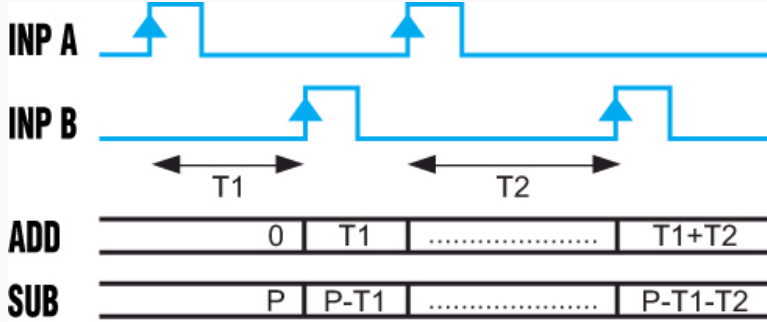 INP A
INP B
T1 T2
ADD 0 T1 ..................... T1+T2
SUB P P-T1 ..................... P-T1-T2